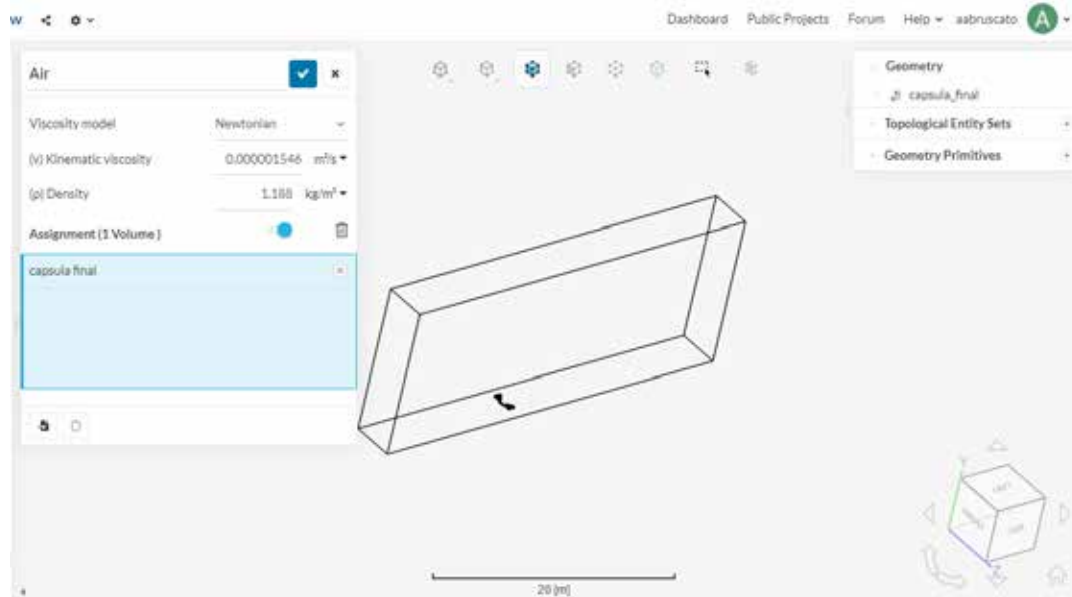 w
Dashboard Public Projects Forum Help aabruscato A
Air
Viscosity model Newtonian
(v) Kinematic viscosity 0.000001546 m²/s
(ρ) Density 1.188 kg/m³
Assignment (1 Volume )
capsula final
Geometry
capsula_final
Topological Entity Sets +
Geometry Primitives +
20 [m]